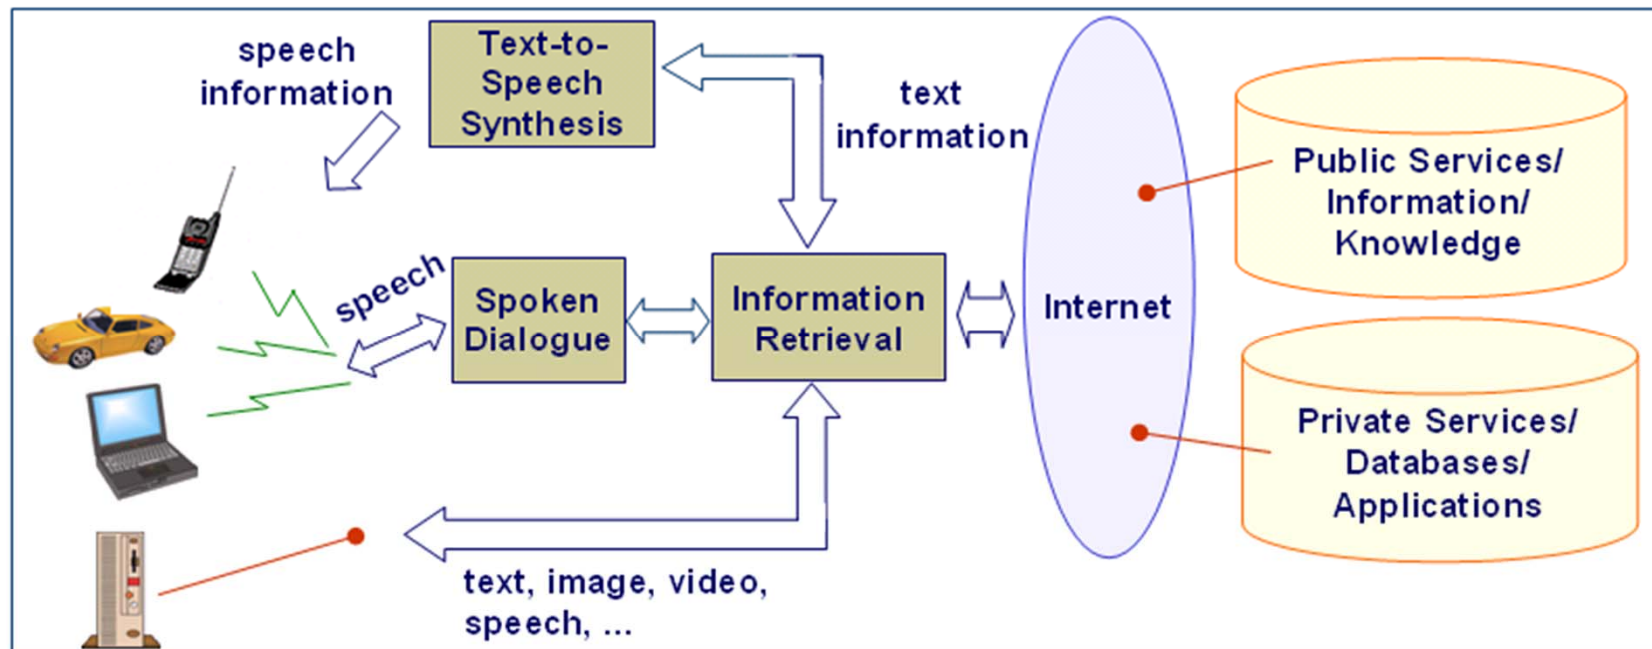 speech
information
Text-to-
Speech
Synthesis
text
information
Public Services/
Information/
Knowledge
speech
Spoken
Dialogue
Information
Retrieval
Internet
Private Services/
Databases/
Applications
text, image, video,
speech, ...